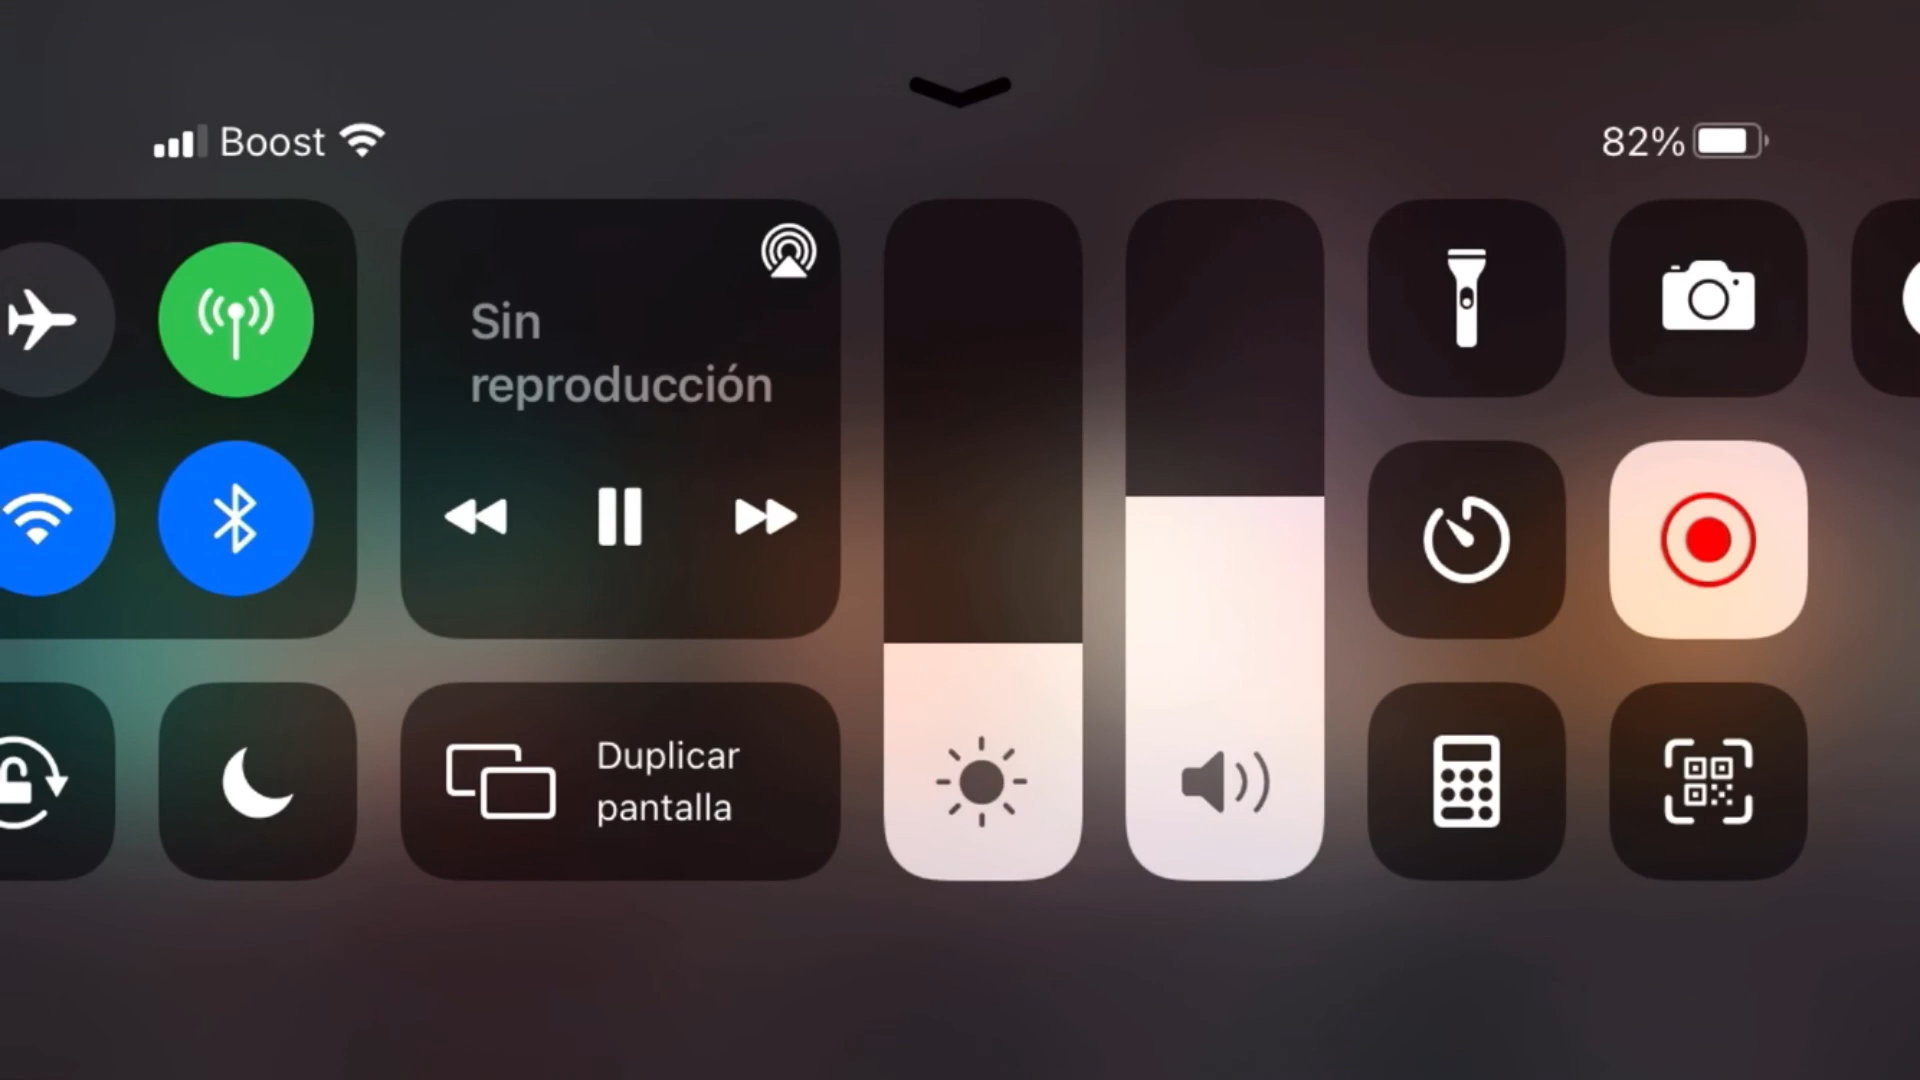 Boost
82%
Sin
reproducción
Duplicar
pantalla